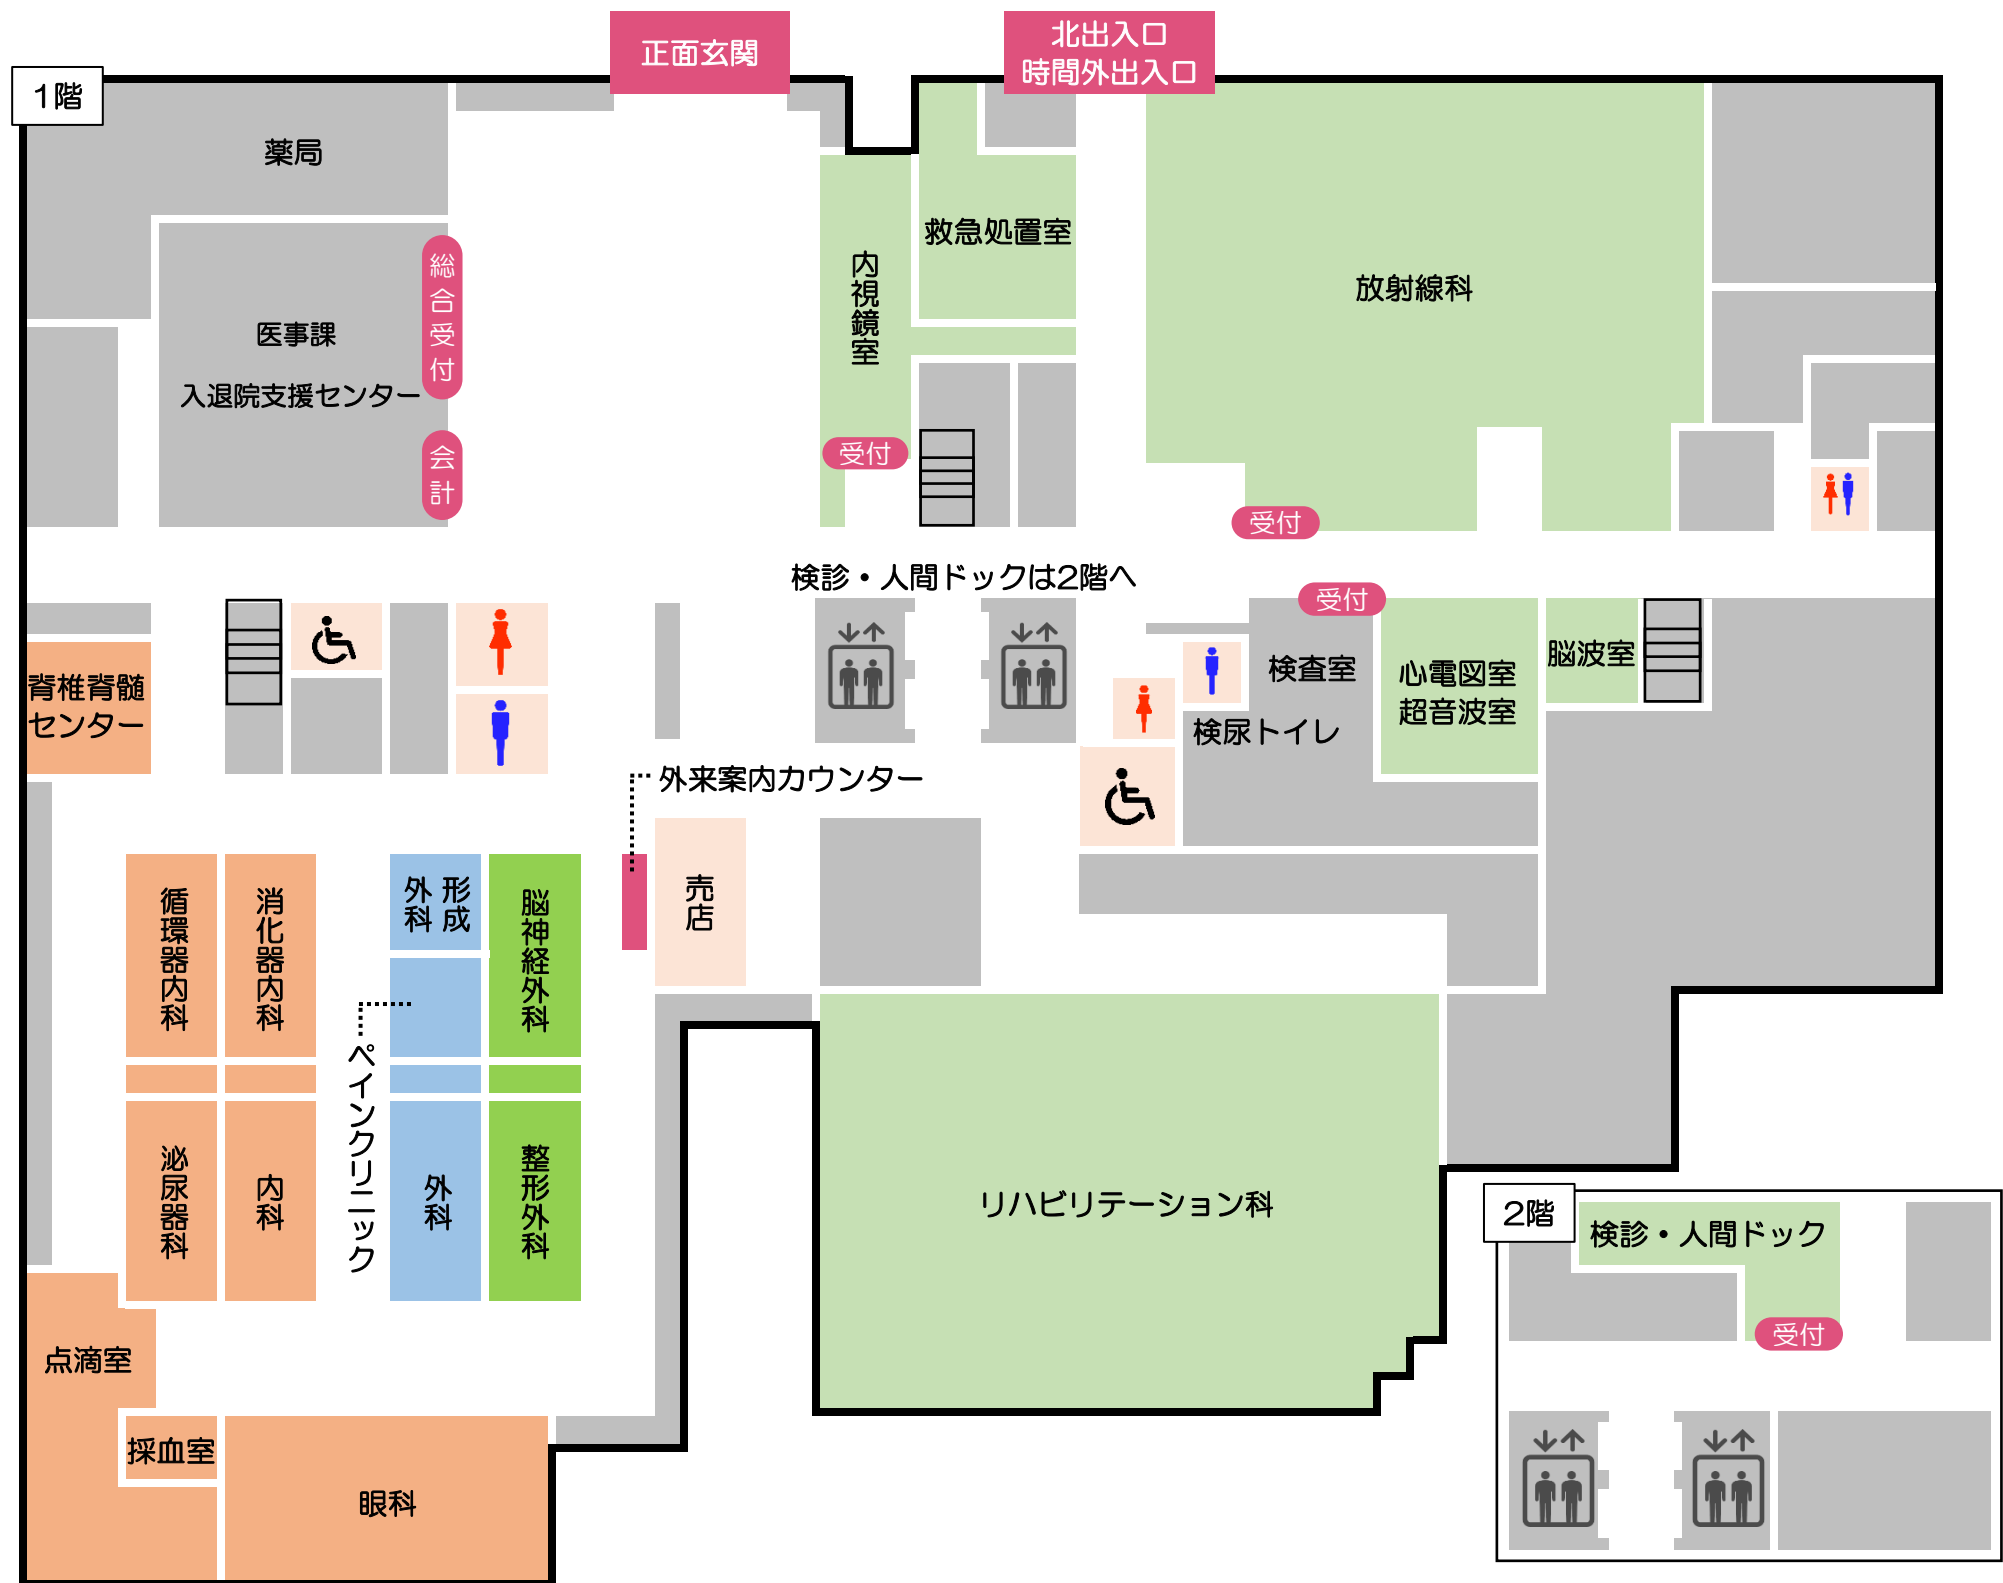 正面玄関
北出入口
時間外出入口
1階
薬局
総合受付
医事課
入退院支援センター
会計
救急処置室
内視鏡室
放射線科
受付
受付
検診・人間ドックは2階へ
受付
脊椎脊髄
センター
検査室
検尿トイレ
心電図室
超音波室
脳波室
外来案内カウンター
循環器内科
消化器内科
形成
外科
脳神経外科
売店
ペインクリニック
泌尿器科
内科
外科
整形外科
リハビリテーション科
点滴室
採血室
眼科
2階
検診・人間ドック
受付